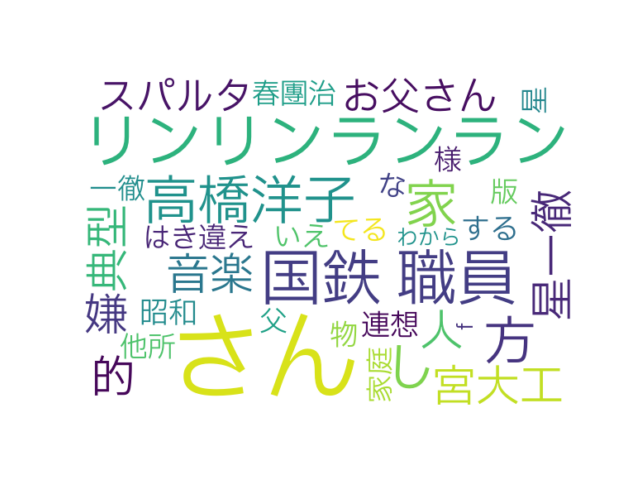 スパルタ 春團治 お父さん 星
リンリンランラン
様
一徹 高橋洋子 な 家 版
典型 はき違え いえ てる わから する 星一徹
音楽 国鉄 職員
嫌 昭和 父 物 連想 人 f 方
さん
他所 的 家庭 し 宮大工